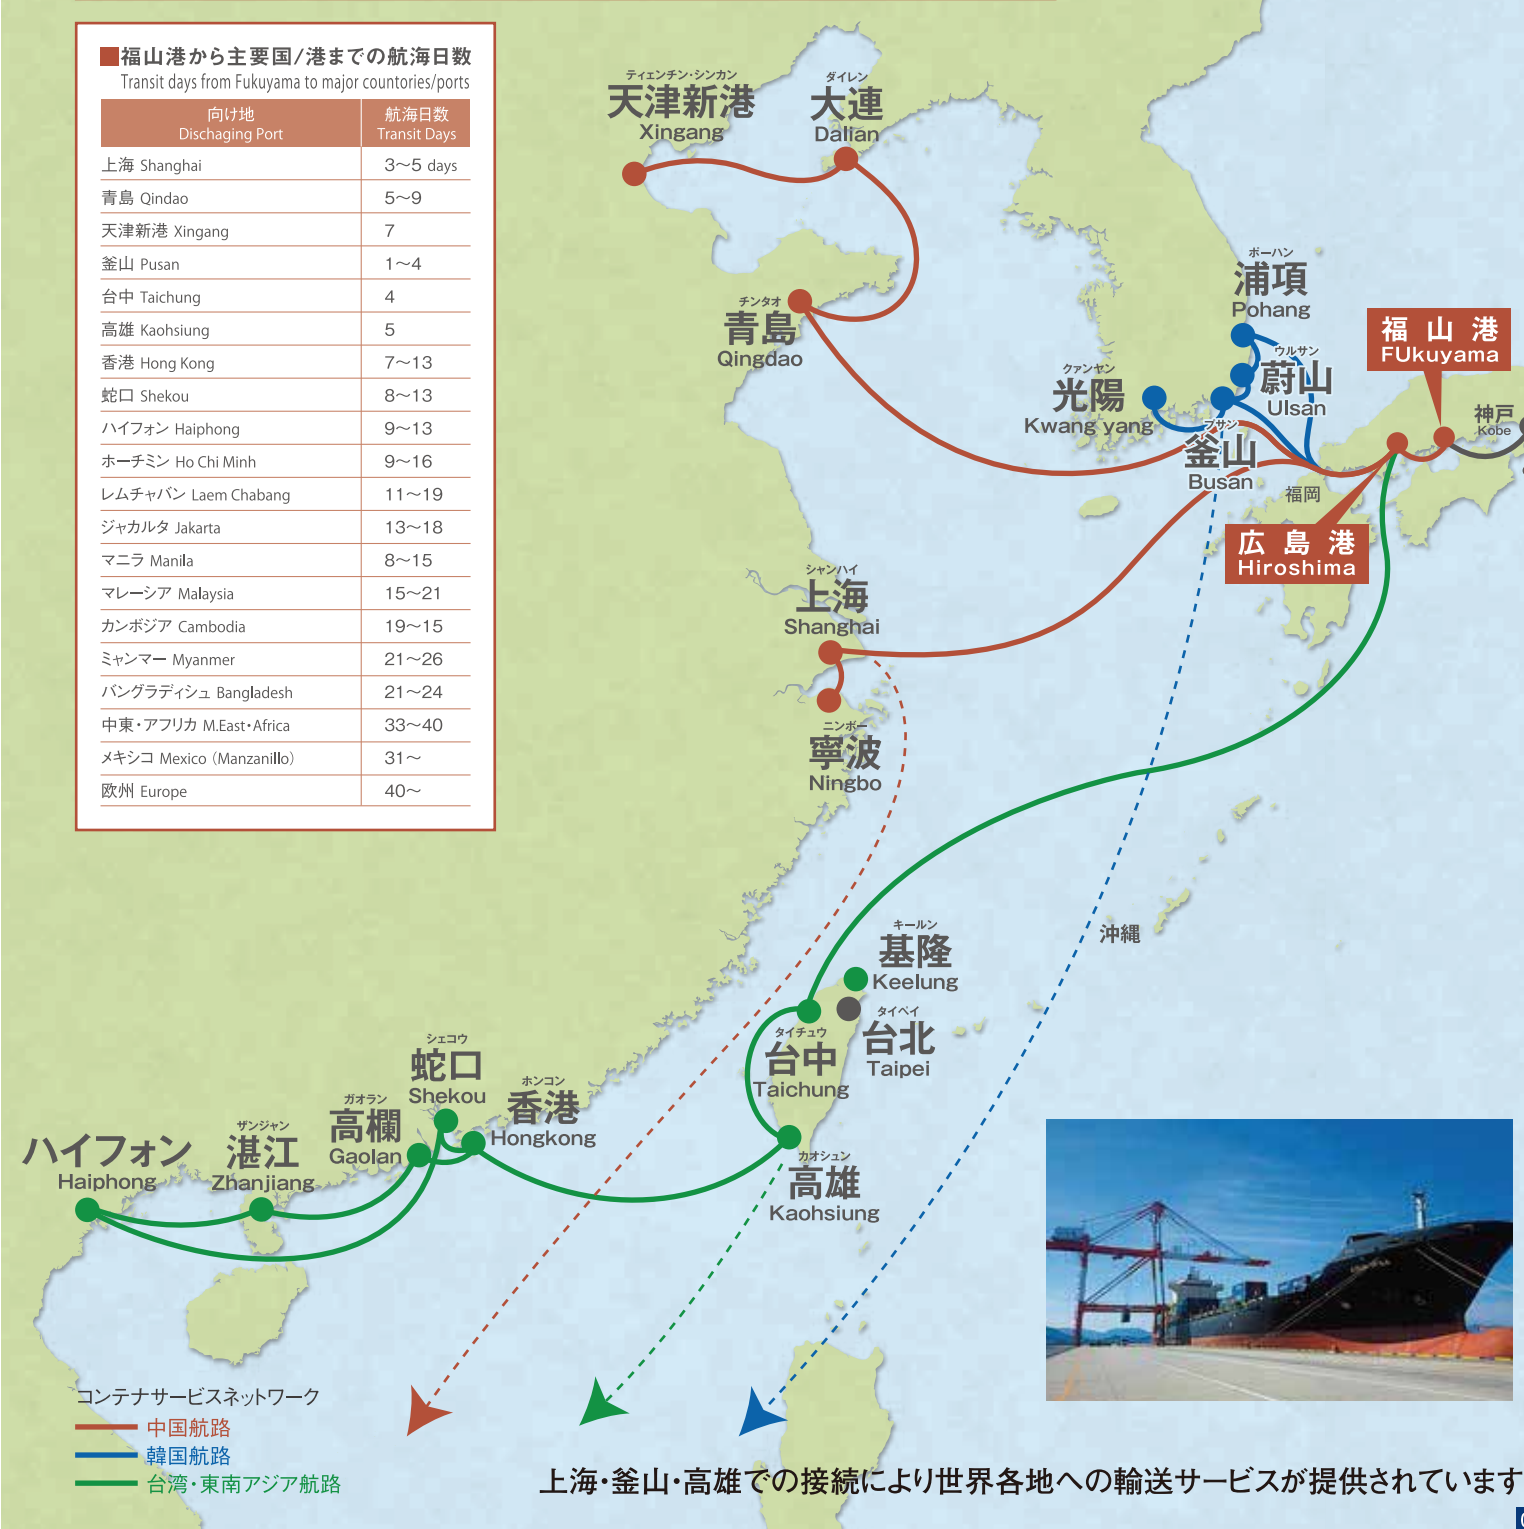 ■福山港から主要国/港までの航海日数
Transit days from Fukuyama to major countories/ports
向け地 航海日数
Dischaging Port Transit Days
上海 Shanghai 3～5 days
青島 Qindao 5～9
天津新港 Xingang 7
釜山 Pusan 1～4
台中 Taichung 4
高雄 Kaohsiung 5
香港 Hong Kong 7～13
蛇口 Shekou 8～13
ハイフォン Haiphong 9～13
ホーチミン Ho Chi Minh 9～16
レムチャバン Laem Chabang 11～19
ジャカルタ Jakarta 13～18
マニラ Manila 8～15
マレーシア Malaysia 15～21
カンボジア Cambodia 19～15
ミャンマー Myanmer 21～26
バングラディシュ Bangladesh 21～24
中東・アフリカ M.East・Africa 33～40
メキシコ Mexico (Manzanillo) 31～
欧州 Europe 40～
ティェンチン・シンカン
天津新港
Xingang
ダイレン
大連
Dalian
チンタオ
青島
Qingdao
ポーハン
浦項
Pohang
ウルサン
蔚山
Ulsan
クァンヤン
光陽
Kwang yang
プサン
釜山
Busan
福山港
FUkuyama
神戸
Kobe
福岡
広島港
Hiroshima
シャンハイ
上海
Shanghai
ニンボー
寧波
Ningbo
沖縄
キールン
基隆
Keelung
タイペイ
台北
Taipei
タイチュウ
台中
Taichung
カオシュン
高雄
Kaohsiung
シェコウ
蛇口
Shekou
ホンコン
香港
Hongkong
ガオラン
高欄
Gaolan
ザンジャン
湛江
Zhanjiang
ハイフォン
Haiphong
コンテナサービスネットワーク
中国航路
韓国航路
台湾・東南アジア航路
上海・釜山・高雄での接続により世界各地への輸送サービスが提供されています